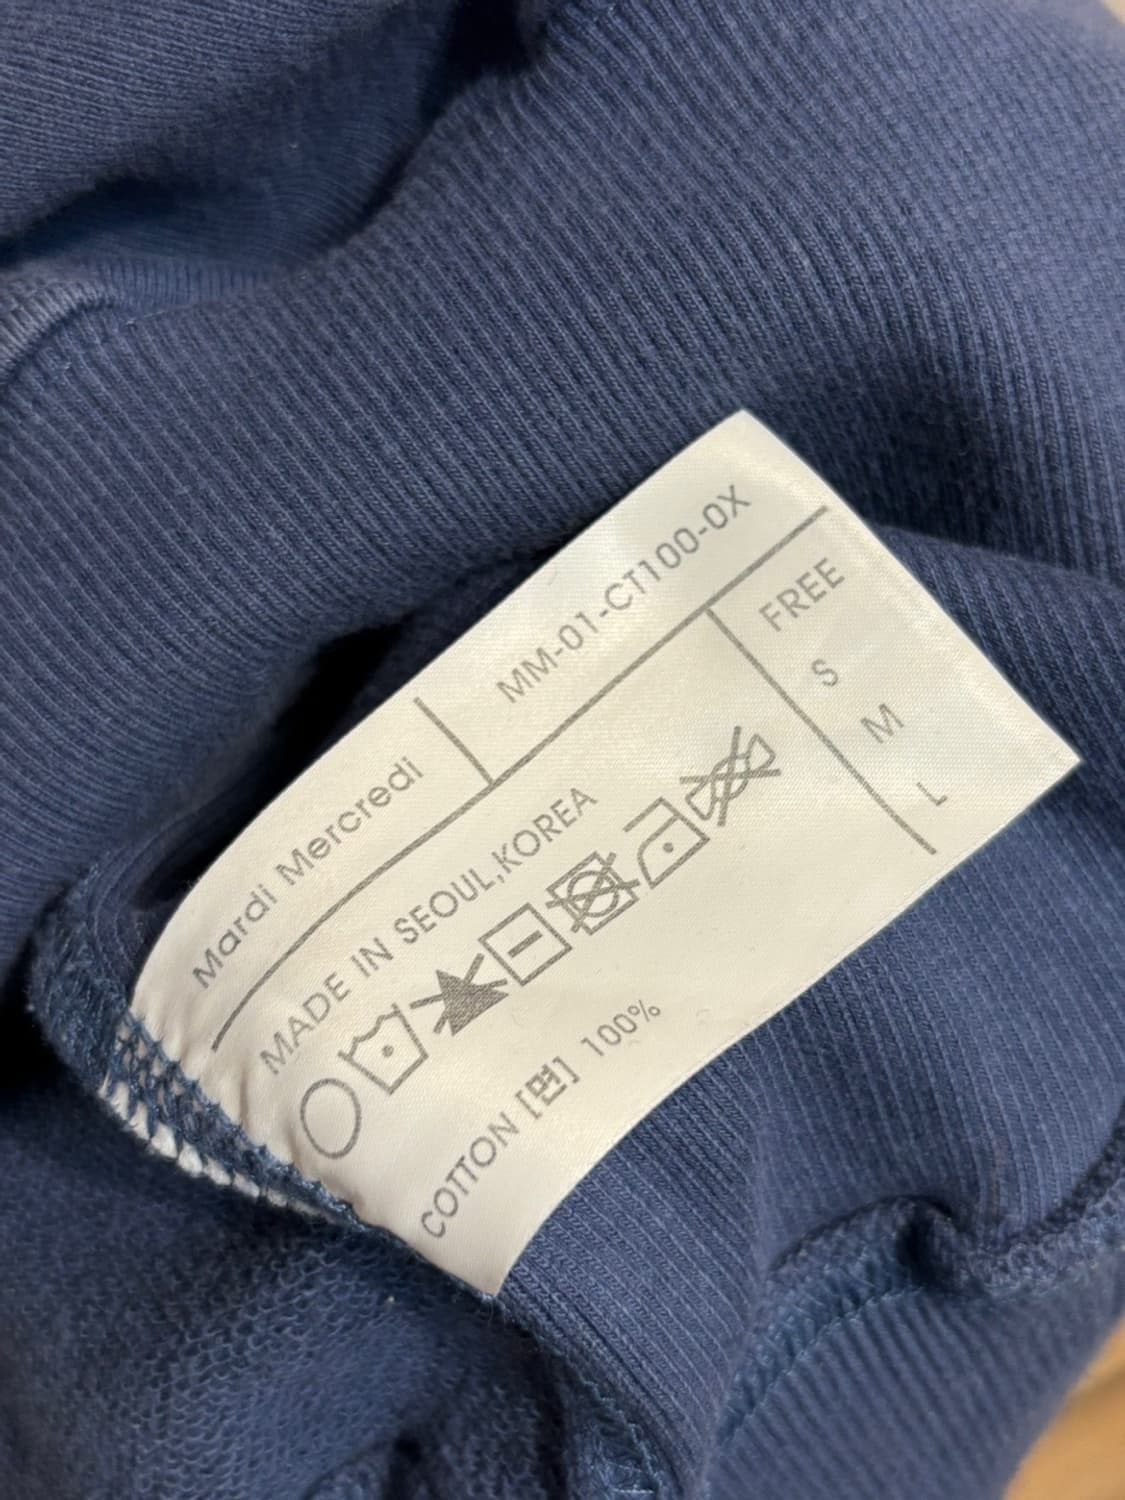 Mardi Mercredi
MM-01-CT100-0X
MADE IN SEOUL,KOREA
COTTON [면] 100%
FREE
S
M
L